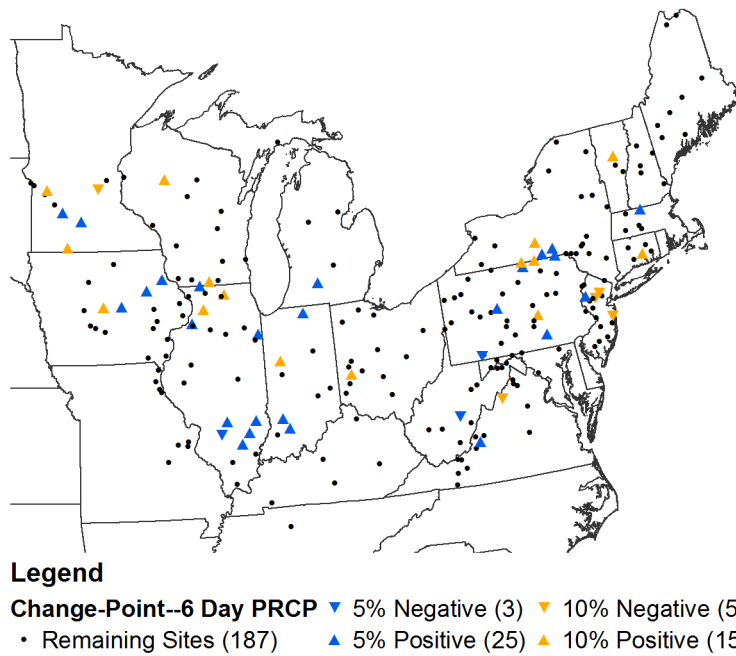 Legend
Change-Point--6 Day PRCP ▼ 5% Negative (3) ▼ 10% Negative (5
• Remaining Sites (187) ▲ 5% Positive (25) ▲ 10% Positive (15